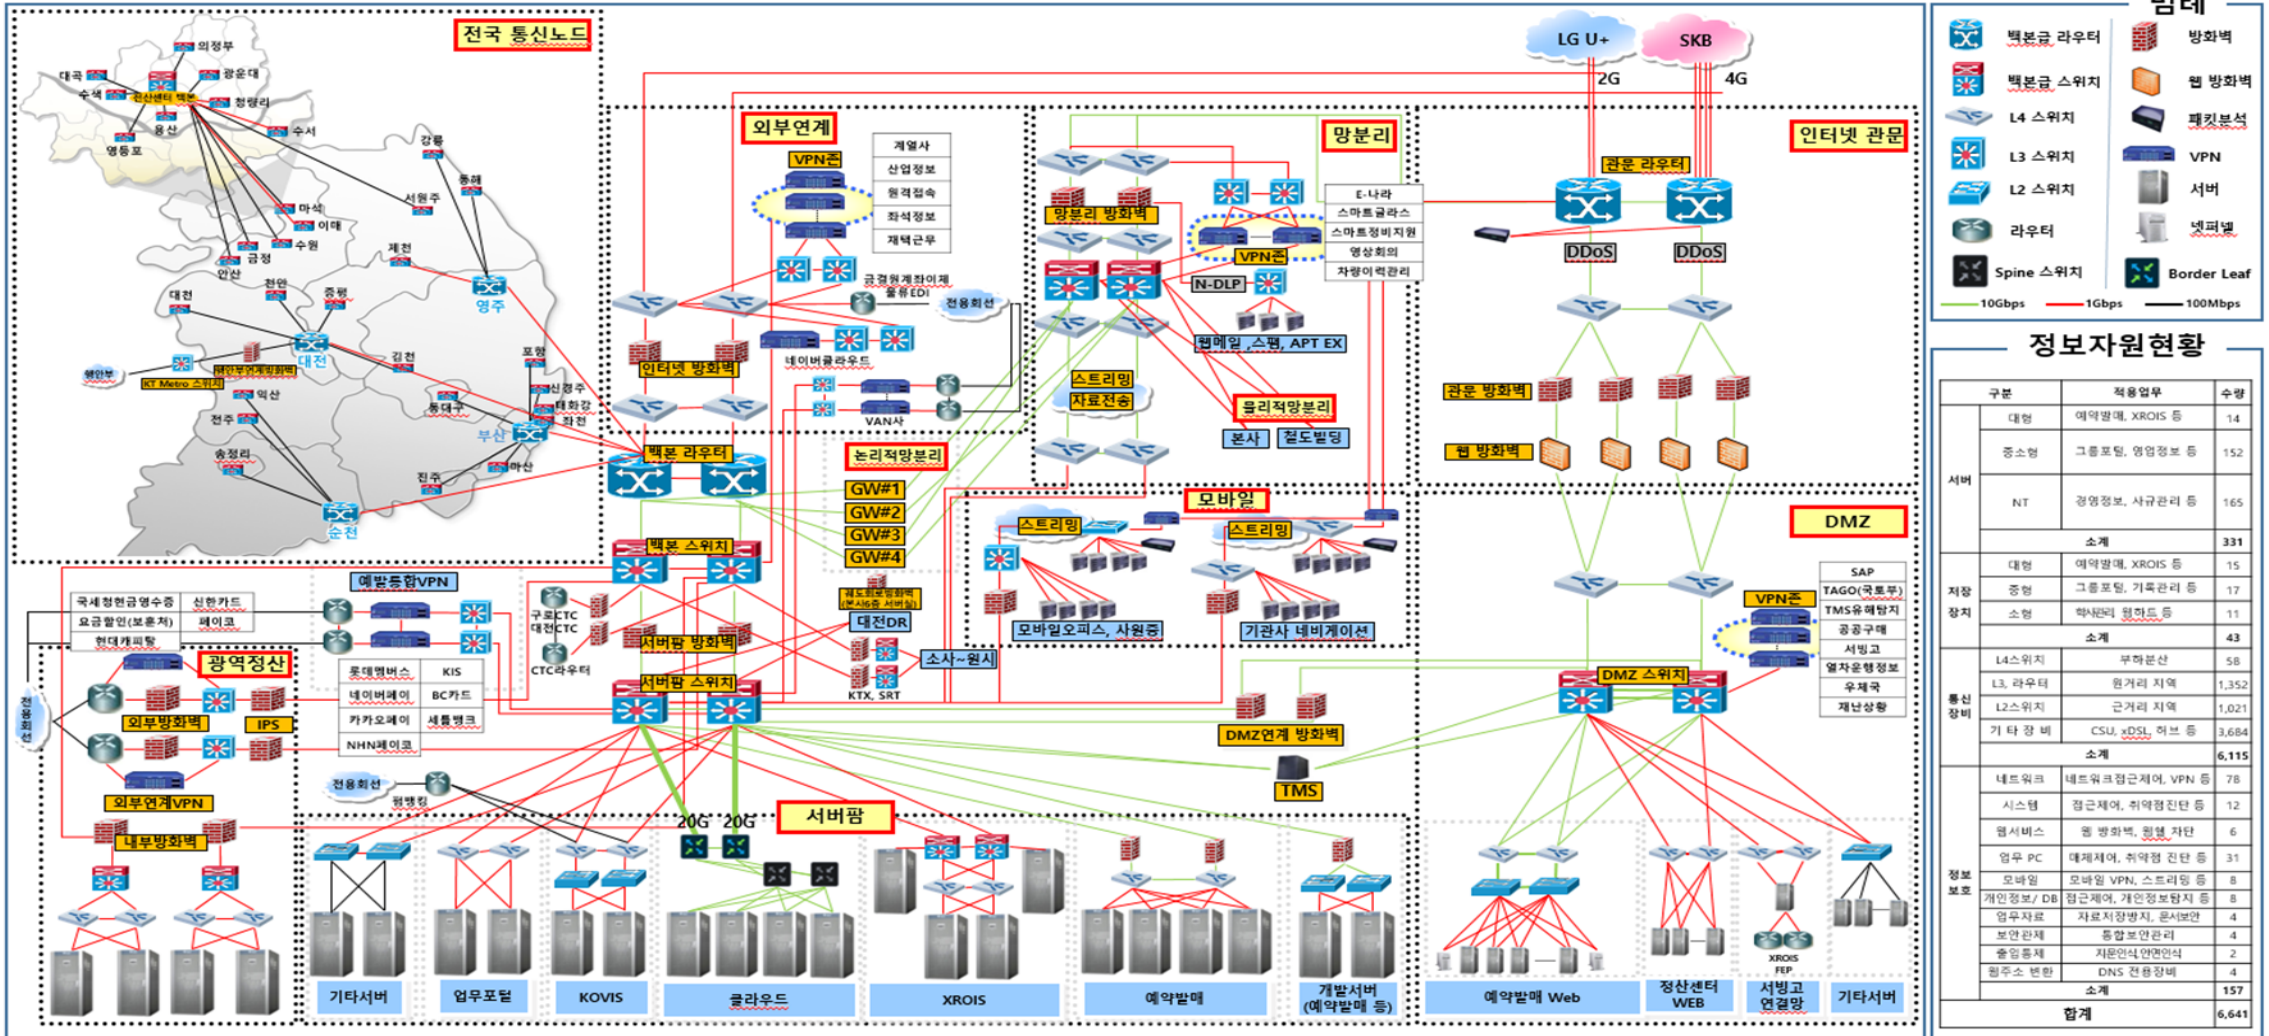 전국 통신노드
의정부
대곡
광운대
수색
전산센터 백본
청량리
용산
수서
영등포
강릉
동해
서원주
마석
이매
수원
금정
안산
제천
영주
대전
천안
증평
대전
김천
포항
행안부
KT Metro 스위치
행안부연계방화벽
신경주
태화강
좌천
동대구
익산
전주
부산
마산
송정리
진주
순천
외부연계
VPN존
계열사
산업정보
원격접속
좌석정보
재택근무
금결원계좌이체
물류EDI
전용회선
네이버클라우드
인터넷 방화벽
VAN사
백본 라우터
논리적망분리
GW#1
GW#2
GW#3
GW#4
망분리
망분리 방화벽
VPN존
E-나라
스마트글라스
스마트정비지원
영상회의
차량이력관리
N-DLP
웹메일 ,스팸, APT EX
스트리밍
자료전송
물리적망분리
본사
철도빌딩
LG U+
SKB
2G
4G
인터넷 관문
관문 라우터
DDoS
DDoS
관문 방화벽
웹 방화벽
모바일
스트리밍
스트리밍
모바일오피스, 사원증
기관사 네비게이션
백본 스위치
예발통합VPN
국세청현금영수증
신한카드
요금할인(보훈처)
페이코
현대캐피탈
구로CTC
대전CTC
CTC라우터
궤도회로방화벽
(본사6층 서버실)
대전DR
서버팜 방화벽
소사~원시
KTX, SRT
서버팜 스위치
롯데멤버스
KIS
네이버페이
BC카드
카카오페이
세틀뱅크
NHN페이코
광역정산
전용회선
외부방화벽
IPS
외부연계VPN
내부방화벽
전용회선
펌뱅킹
DMZ연계 방화벽
TMS
DMZ
VPN존
SAP
TAGO(국토부)
TMS유해탐지
공공구매
서빙고
열차운행정보
우체국
재난상황
DMZ 스위치
서버팜
20G
20G
기타서버
업무포털
KOVIS
클라우드
XROIS
예약발매
개발서버
(예약발매 등)
예약발매 Web
정산센터
WEB
XROIS
FEP
서빙고
연결망
기타서버
범례
백본급 라우터
방화벽
백본급 스위치
웹 방화벽
L4 스위치
패킷분석
L3 스위치
VPN
L2 스위치
서버
라우터
넷퍼넬
Spine 스위치
Border Leaf
10Gbps
1Gbps
100Mbps
정보자원현황
구분 적용업무 수량
서버
대형 예약발매, XROIS 등 14
중소형 그룹포털, 영업정보 등 152
NT 경영정보, 사규관리 등 165
소계 331
저장
장치
대형 예약발매, XROIS 등 15
중형 그룹포털, 기록관리 등 17
소형 학사관리 웹하드 등 11
소계 43
통신
장비
L4스위치 부하분산 58
L3, 라우터 원거리 지역 1,352
L2스위치 근거리 지역 1,021
기 타 장 비 CSU, xDSL, 허브 등 3,684
소계 6,115
정보
보호
네트워크 네트워크접근제어, VPN 등 78
시스템 접근제어, 취약점진단 등 12
웹서비스 웹 방화벽, 웹쉘 차단 6
업무 PC 매체제어, 취약점 진단 등 31
모바일 모바일 VPN, 스트리밍 등 8
개인정보/ DB 접근제어, 개인정보탐지 등 8
업무자료 자료저장방지, 문서보안 4
보안관제 통합보안관리 4
출입통제 지문인식,안면인식 2
웹주소 변환 DNS 전용장비 4
소계 157
합계 6,641